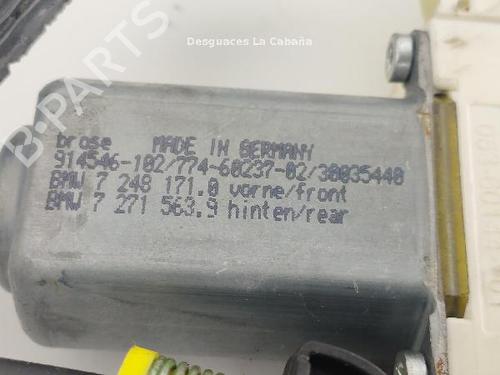 Desguaces La Cabaña
B-PARTS
brose MADE IN GERMANY
914546-102/774-60237-02/30035440
BMW 7 248 171.0 vorne/front
BMW 7 271 563.9 hinten/rear